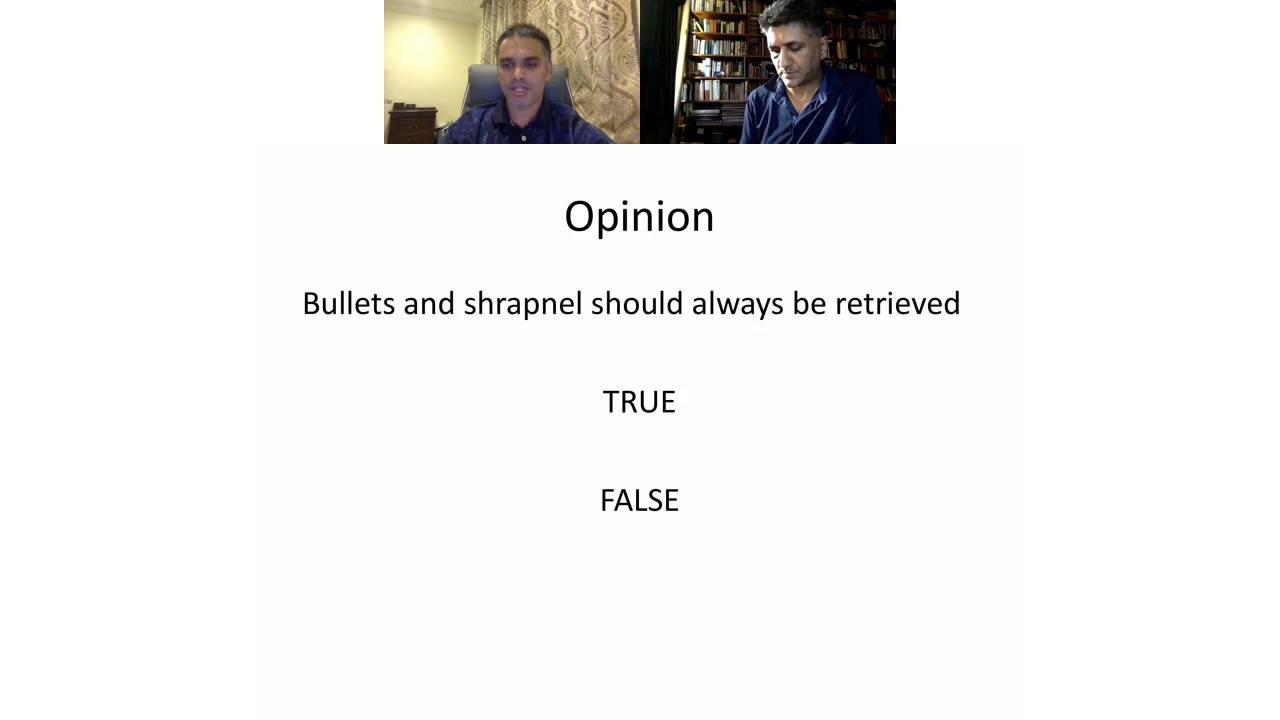 Opinion
Bullets and shrapnel should always be retrieved
TRUE
FALSE